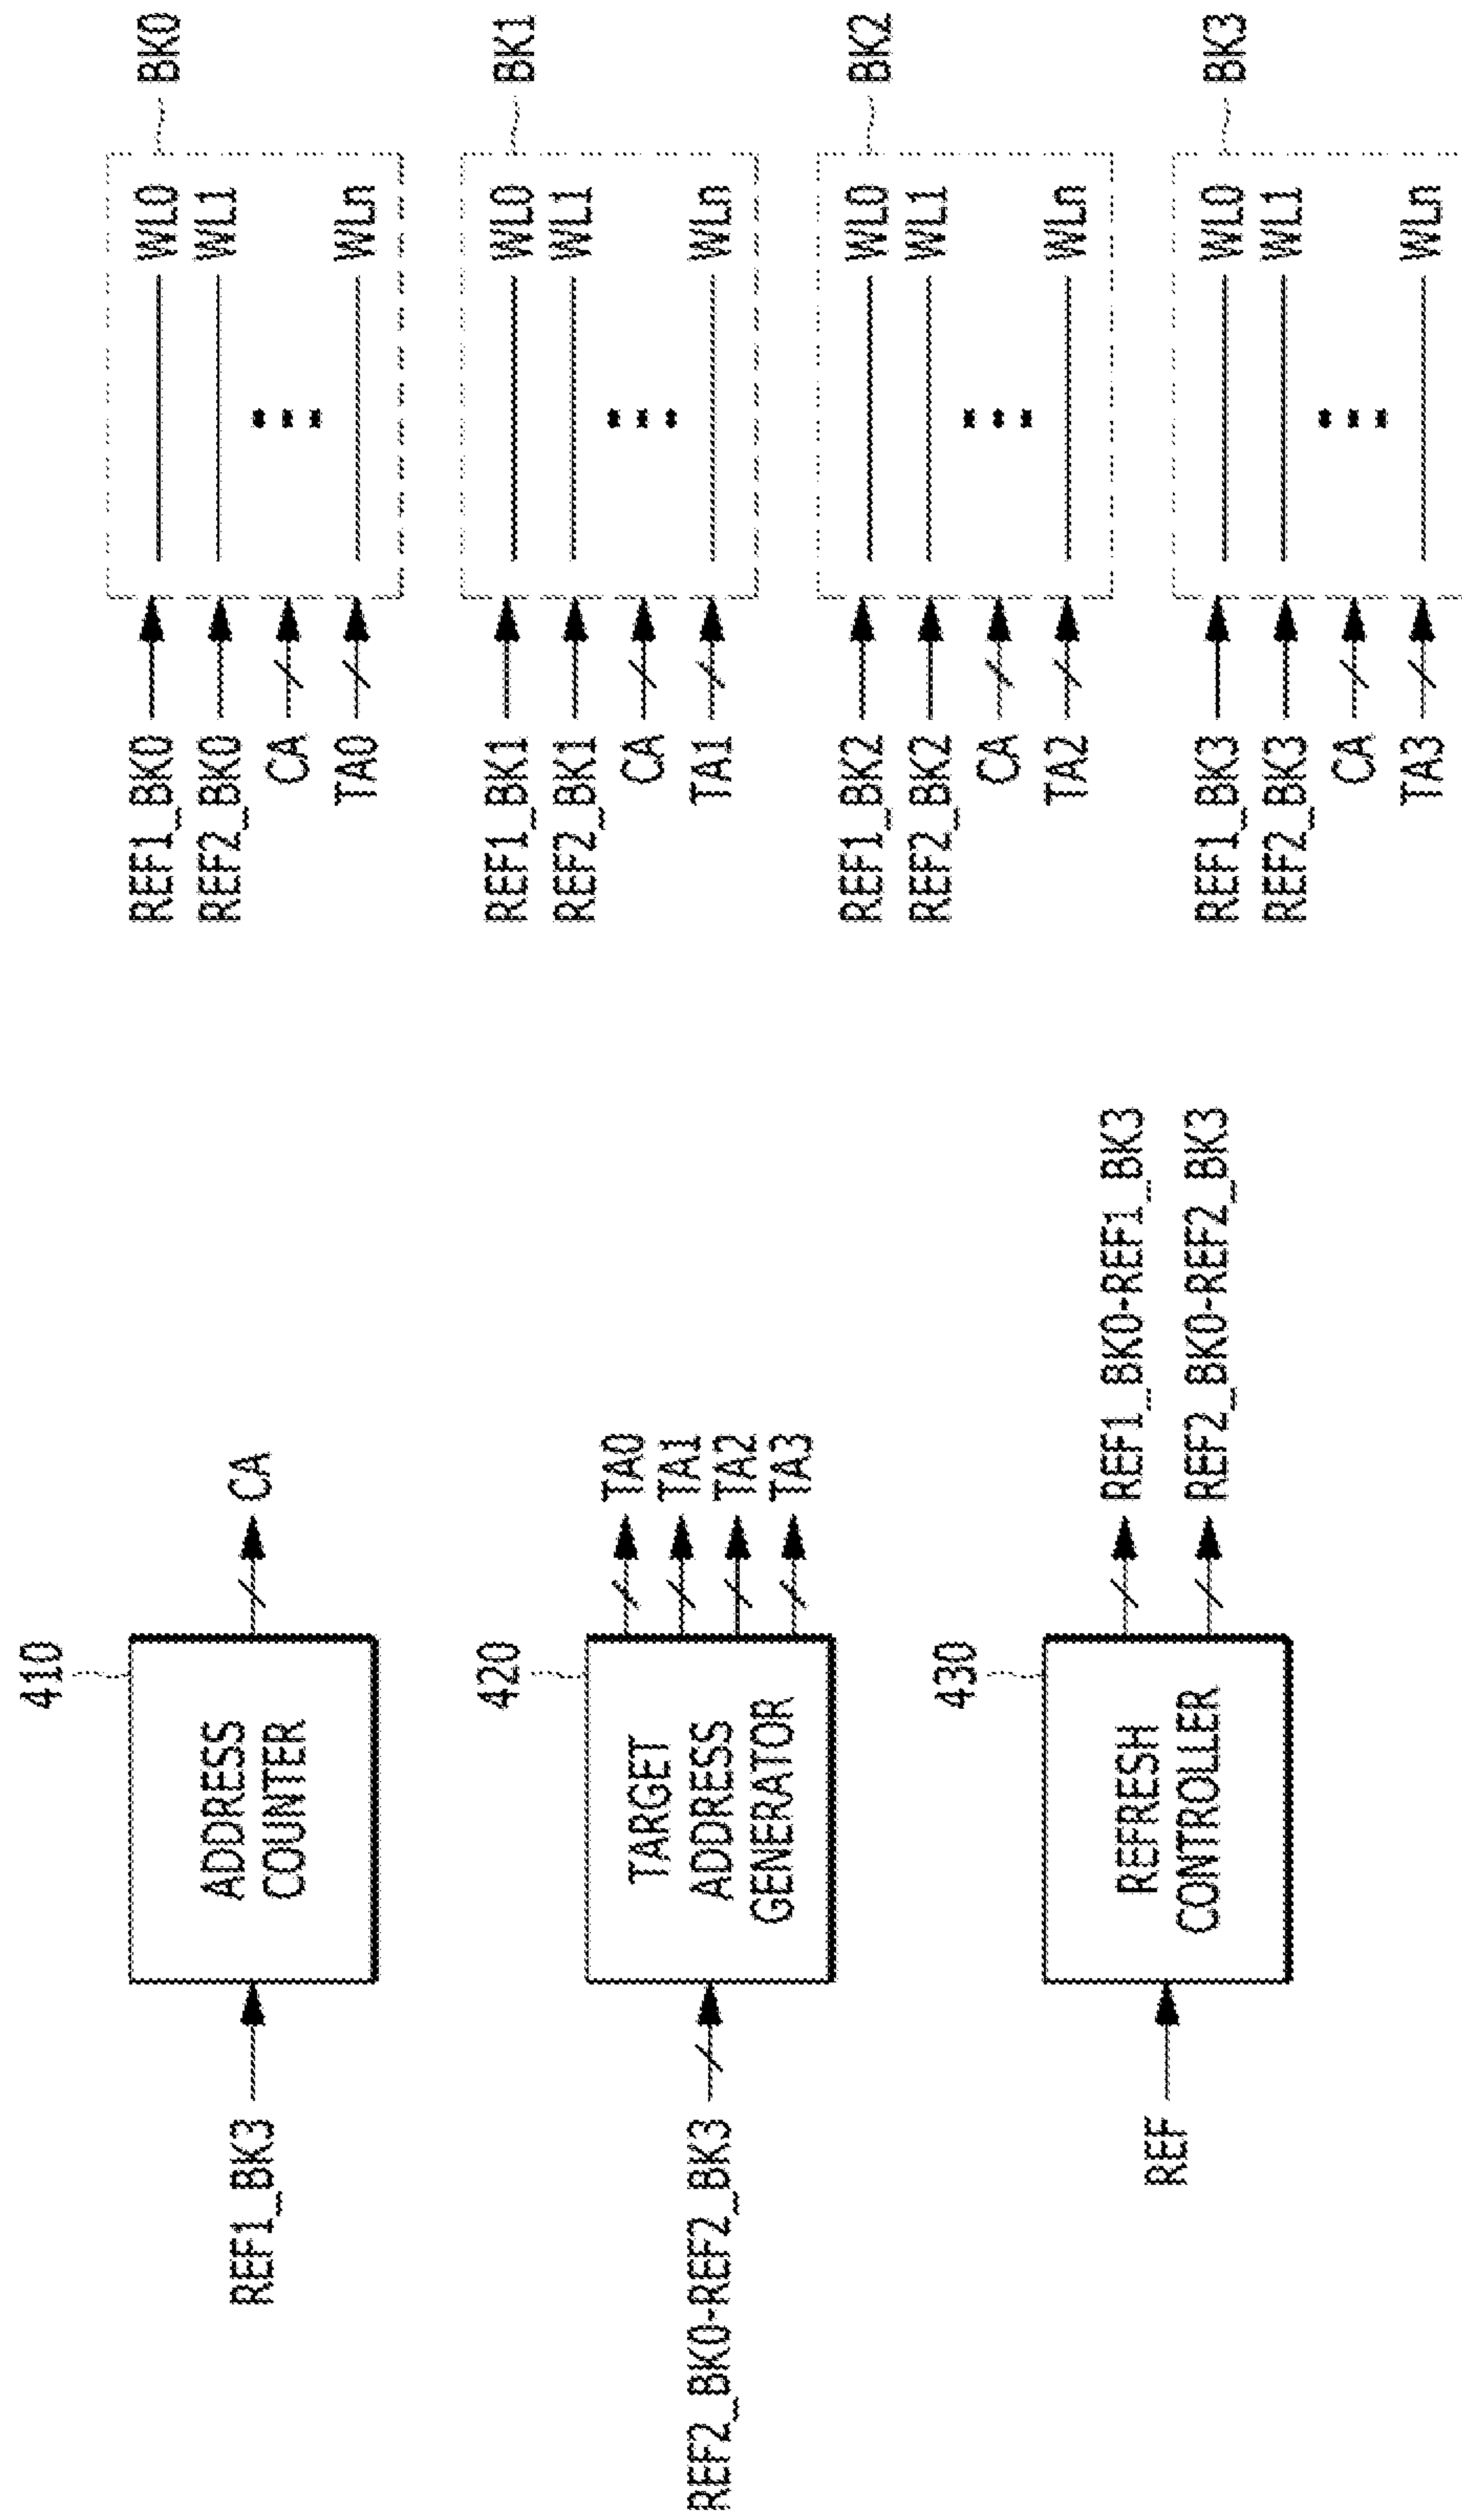 410
REF1_BK3
ADDRESS
COUNTER
CA
420
REF2_BK0-REF2_BK3
TARGET
ADDRESS
GENERATOR
TA0
TA1
TA2
TA3
430
REF
REFRESH
CONTROLLER
REF1_BK0-REF1_BK3
REF2_BK0-REF2_BK3
BK0
REF1_BK0
WL0
REF2_BK0
WL1
CA
TA0
WLn
BK1
REF1_BK1
WL0
REF2_BK1
WL1
CA
TA1
WLn
BK2
REF1_BK2
WL0
REF2_BK2
WL1
CA
TA2
WLn
BK3
REF1_BK3
WL0
REF2_BK3
WL1
CA
TA3
WLn